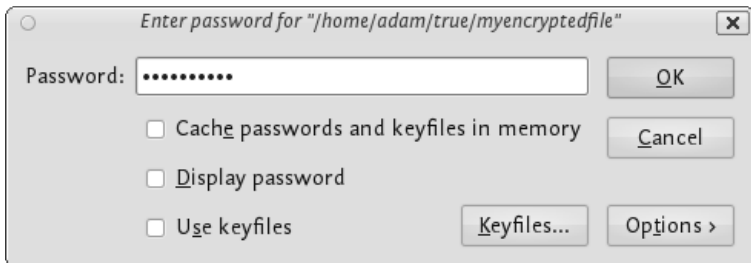 Enter password for "/home/adam/true/myencryptedfile"
Password: ••••••••••
OK
Cache passwords and keyfiles in memory
Cancel
Display password
Use keyfiles
Keyfiles...
Options >